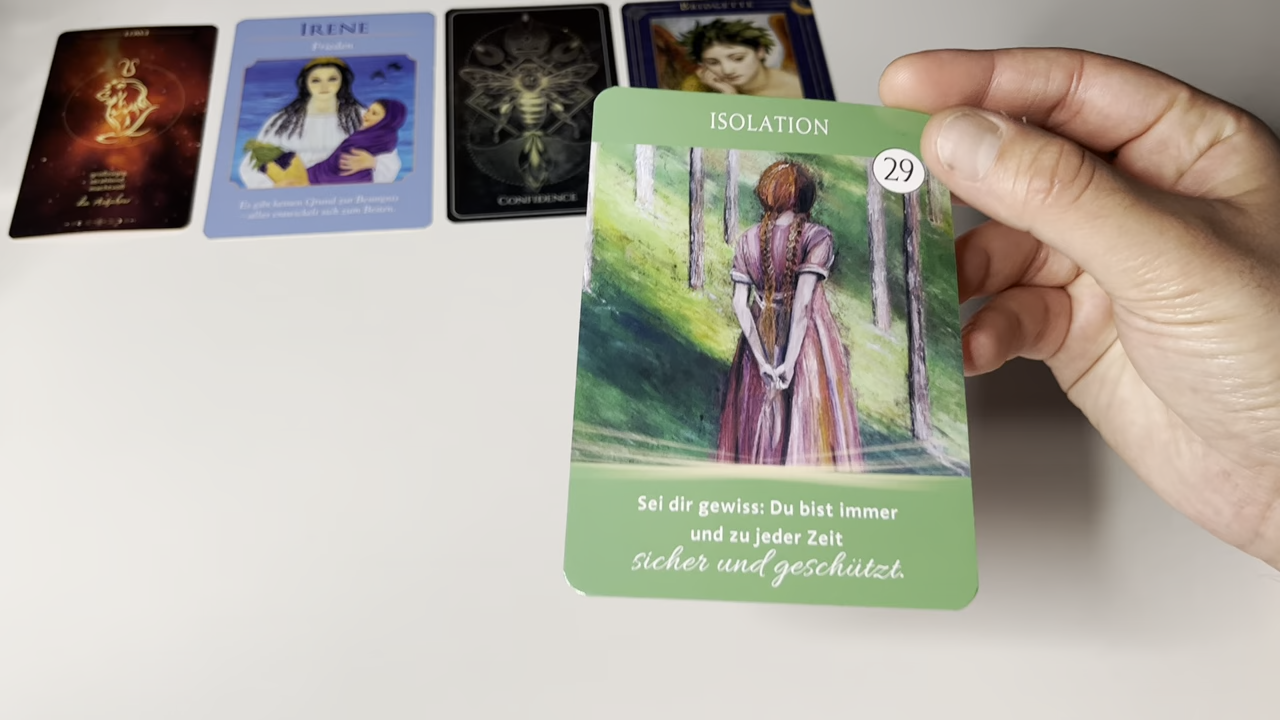 IRENE
Frieden
Es gibt keinen Grund zur Besorgnis
alles entwickelt sich zum Besten.
CONFIDENCE
BRIDGETTE
ISOLATION
29
Sei dir gewiss: Du bist immer
und zu jeder Zeit
sicher und geschützt.